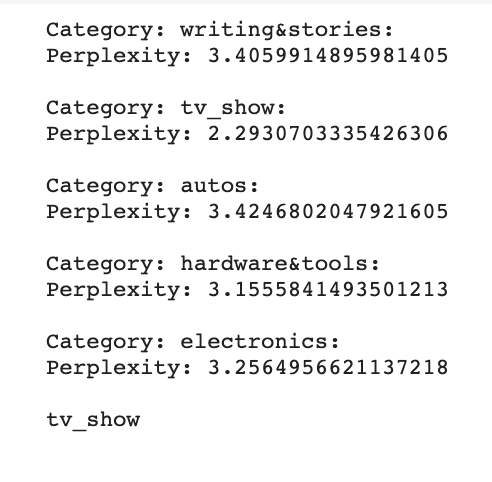 Category: writing&stories:
Perplexity: 3.4059914895981405
Category: tv_show:
Perplexity: 2.2930703335426306
Category: autos:
Perplexity: 3.4246802047921605
Category: hardware&tools:
Perplexity: 3.1555841493501213
Category: electronics:
Perplexity: 3.2564956621137218
tv_show